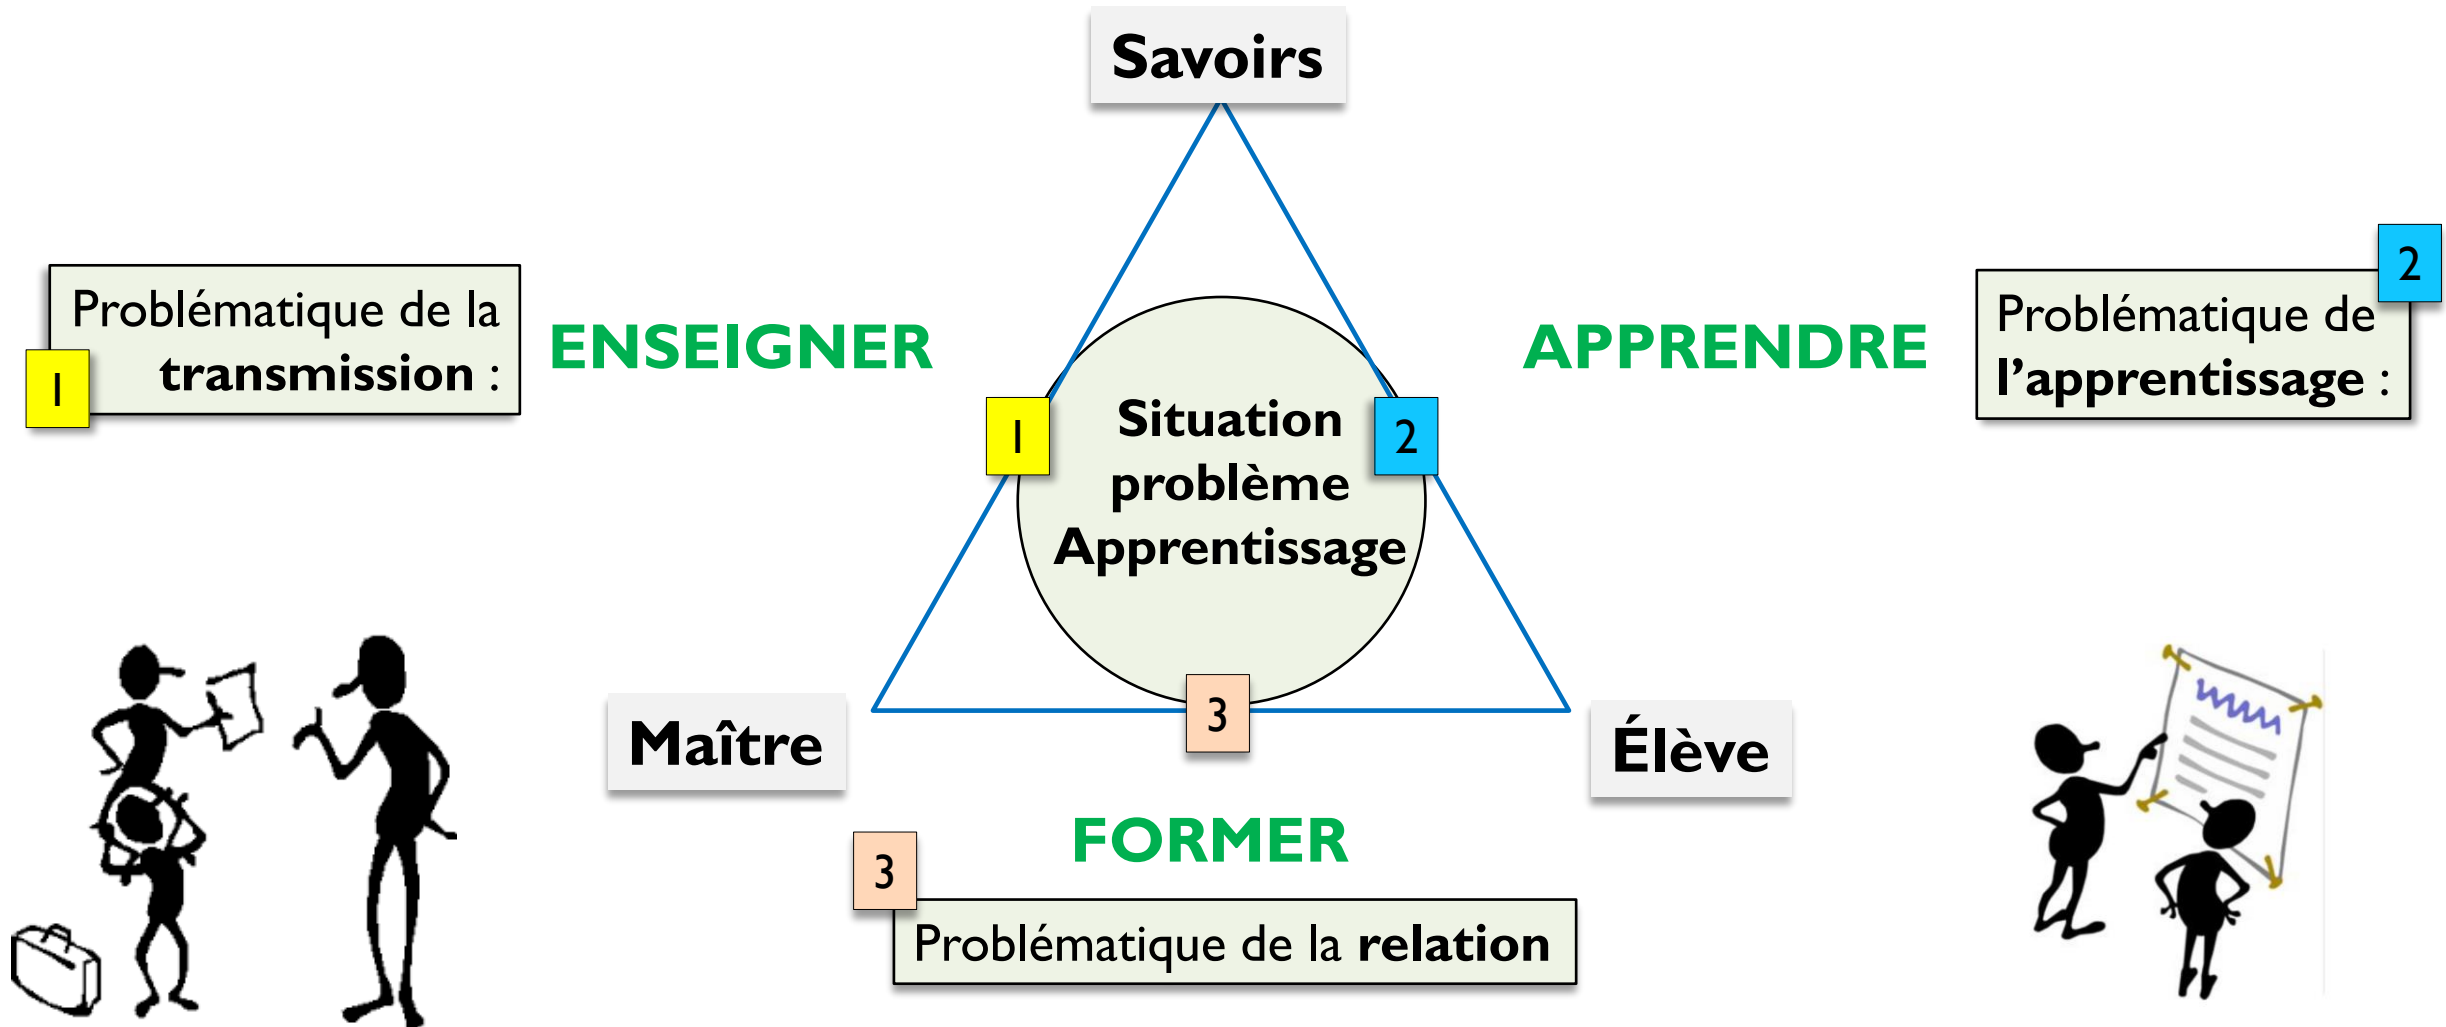 Savoirs
Problématique de la
transmission :
1
ENSEIGNER
APPRENDRE
2
Problématique de
l’apprentissage :
1
Situation
problème
Apprentissage
2
3
Maître
Élève
FORMER
3
Problématique de la relation